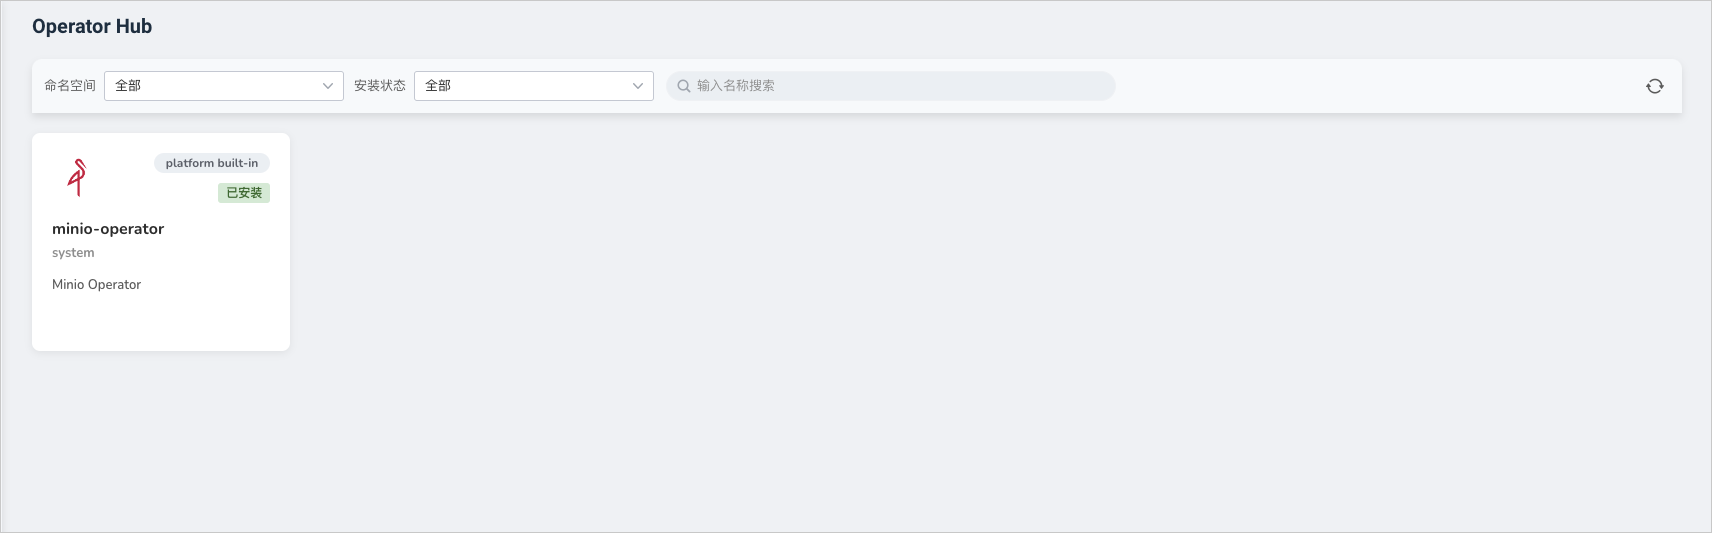 Operator Hub
命名空间 全部 安装状态 全部 输入名称搜索
platform built-in
已安装
minio-operator
system
Minio Operator